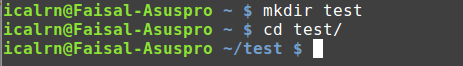 icalrn@Faisal-Asuspro ~ $ mkdir test
icalrn@Faisal-Asuspro ~ $ cd test/
icalrn@Faisal-Asuspro ~/test $